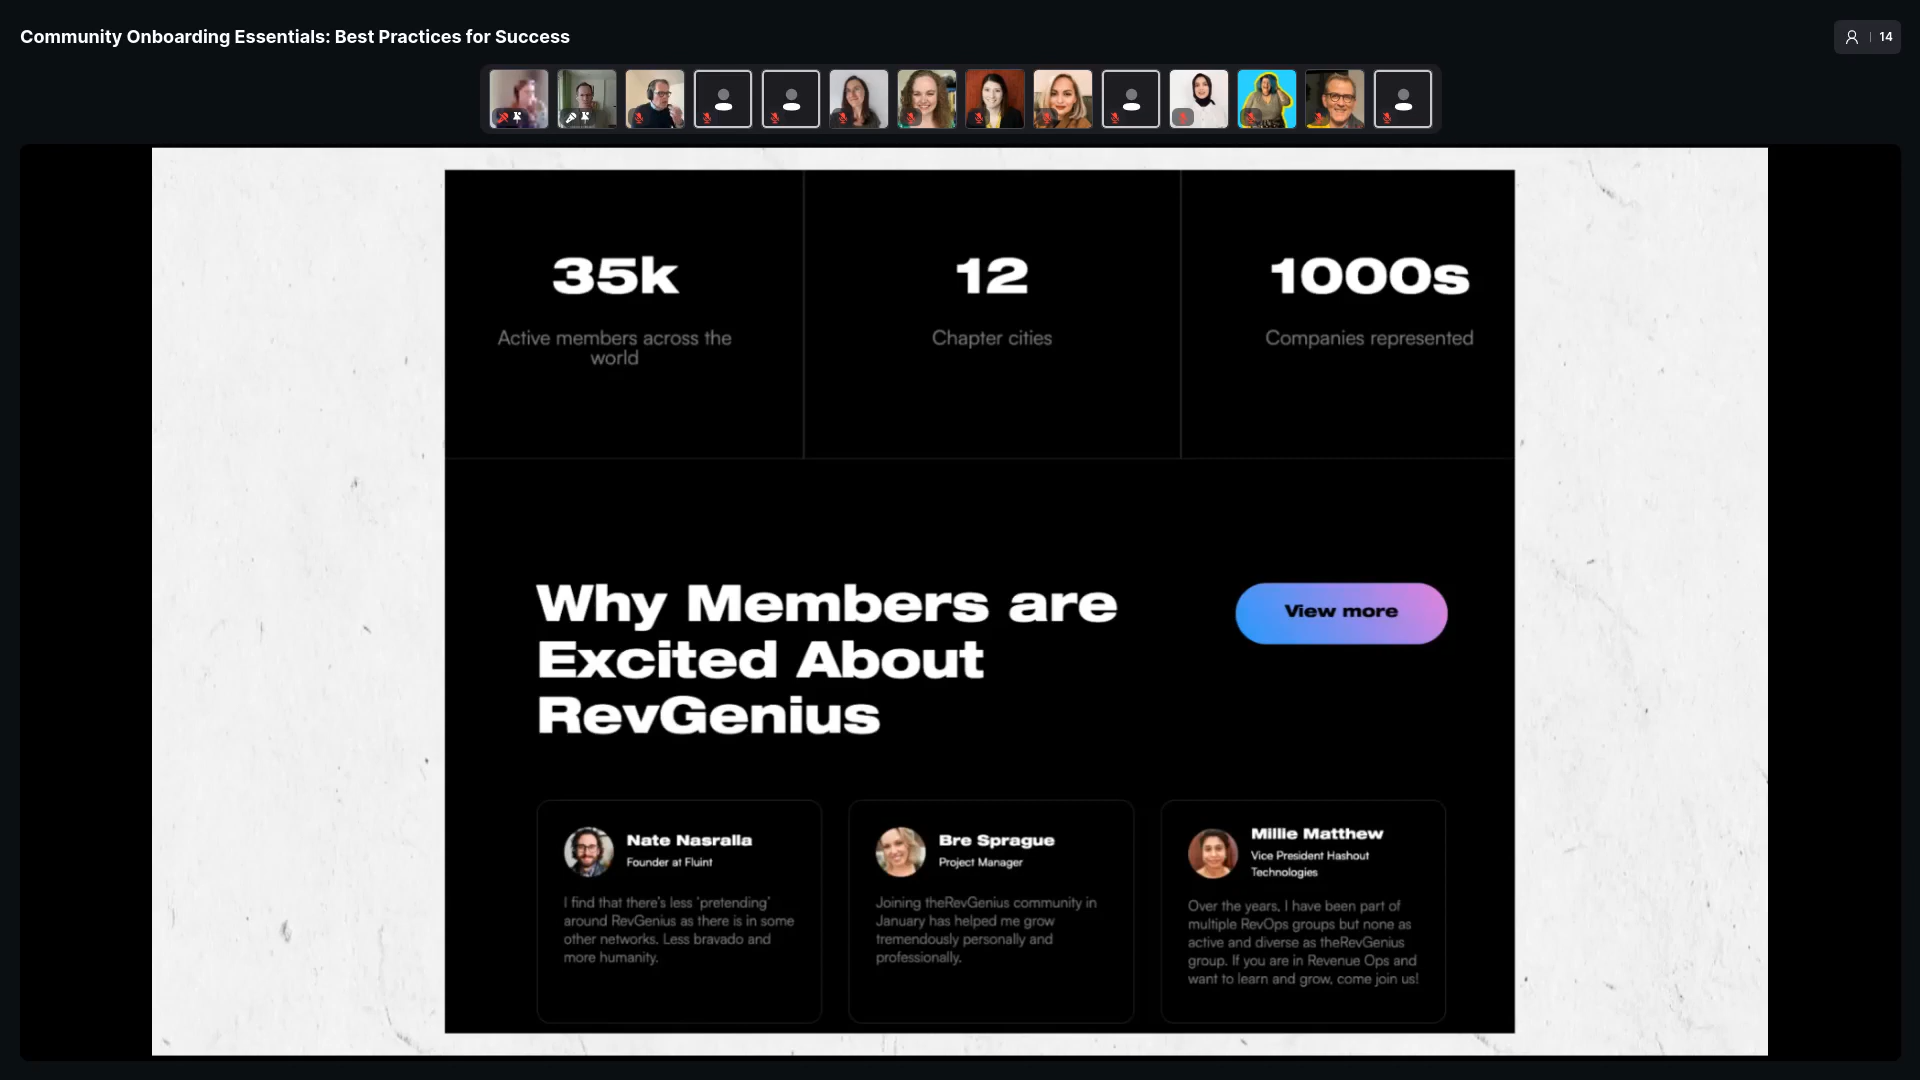 Community Onboarding Essentials: Best Practices for Success
14
35k
Active members across the
world
12
Chapter cities
1000s
Companies represented
Why Members are
Excited About
RevGenius
View more
Nate Nasralla
Founder at Fluint
I find that there's less 'pretending'
around RevGenius as there is in some
other networks. Less bravado and
more humanity.
Bre Sprague
Project Manager
Joining theRevGenius community in
January has helped me grow
tremendously personally and
professionally.
Millie Matthew
Vice President Hashout
Technologies
Over the years, I have been part of
multiple RevOps groups but none as
active and diverse as theRevGenius
group. If you are in Revenue Ops and
want to learn and grow, come join us!